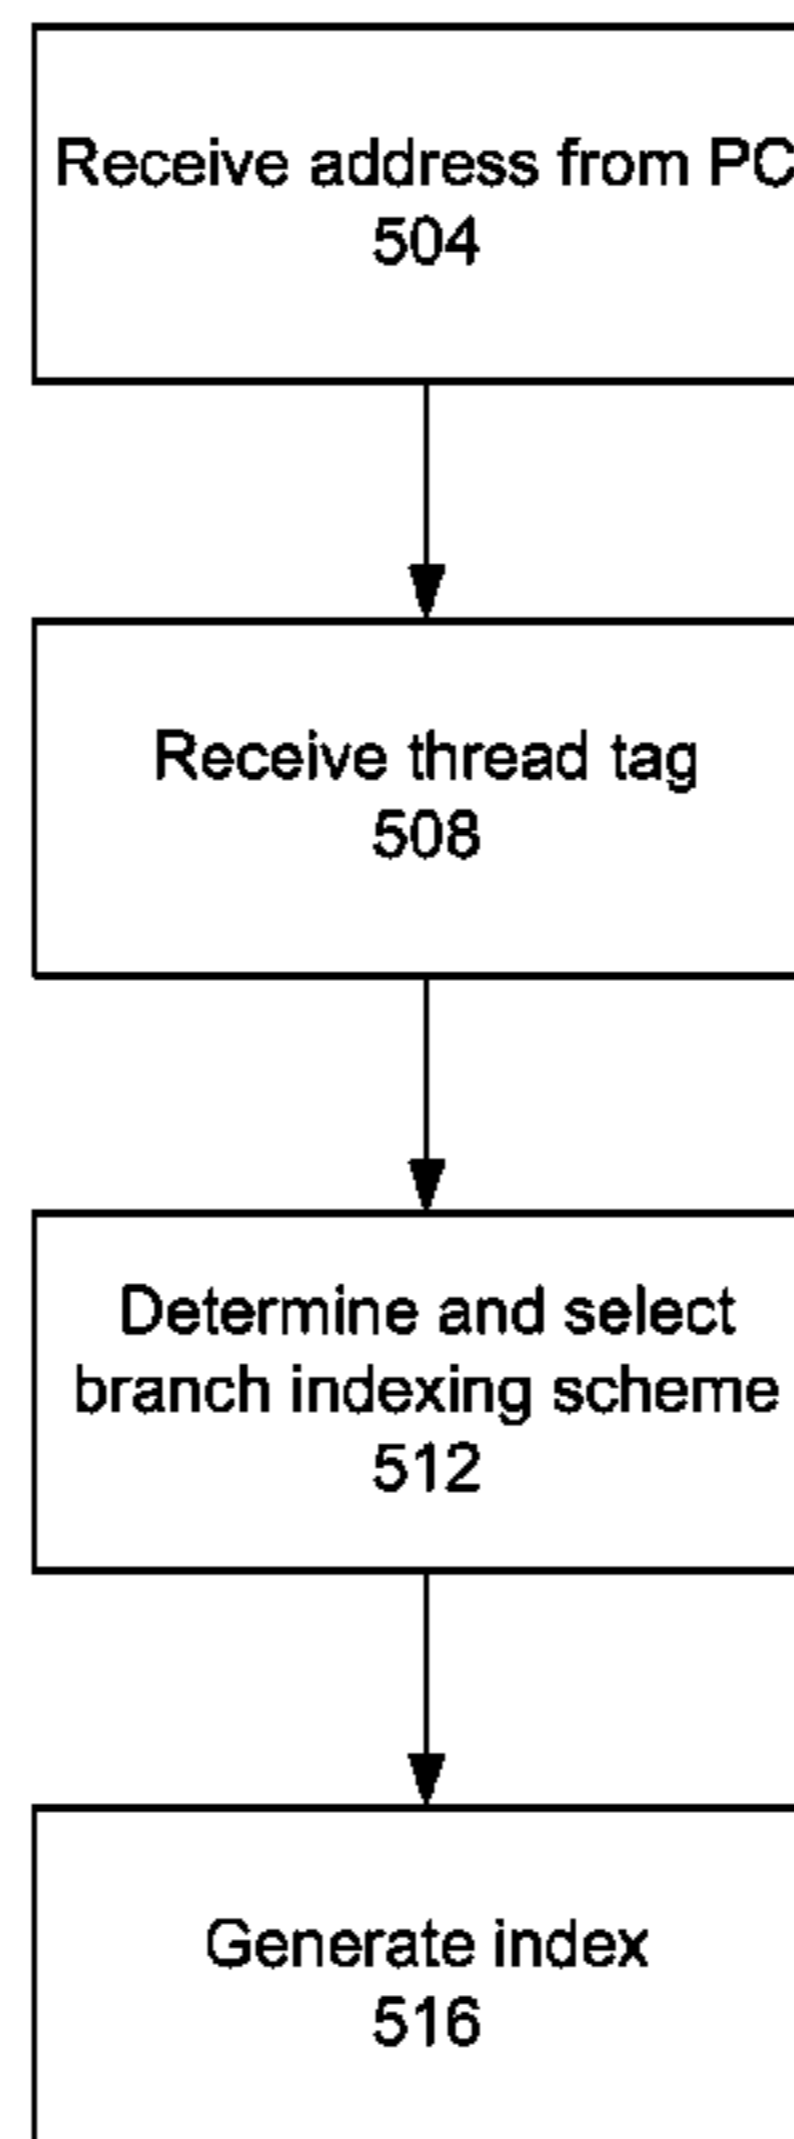 Receive address from PC
504
Receive thread tag
508
Determine and select
branch indexing scheme
512
Generate index
516